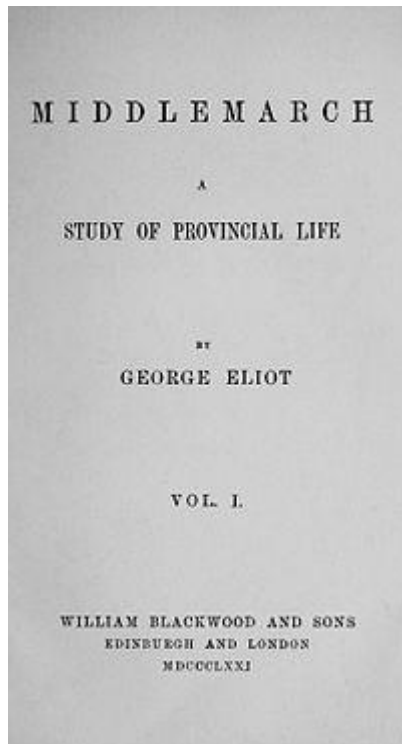 MIDDLEMARCH
A
STUDY OF PROVINCIAL LIFE
BY
GEORGE ELIOT
VOL. I.
WILLIAM BLACKWOOD AND SONS
EDINBURGH AND LONDON
MDCCCLXXI